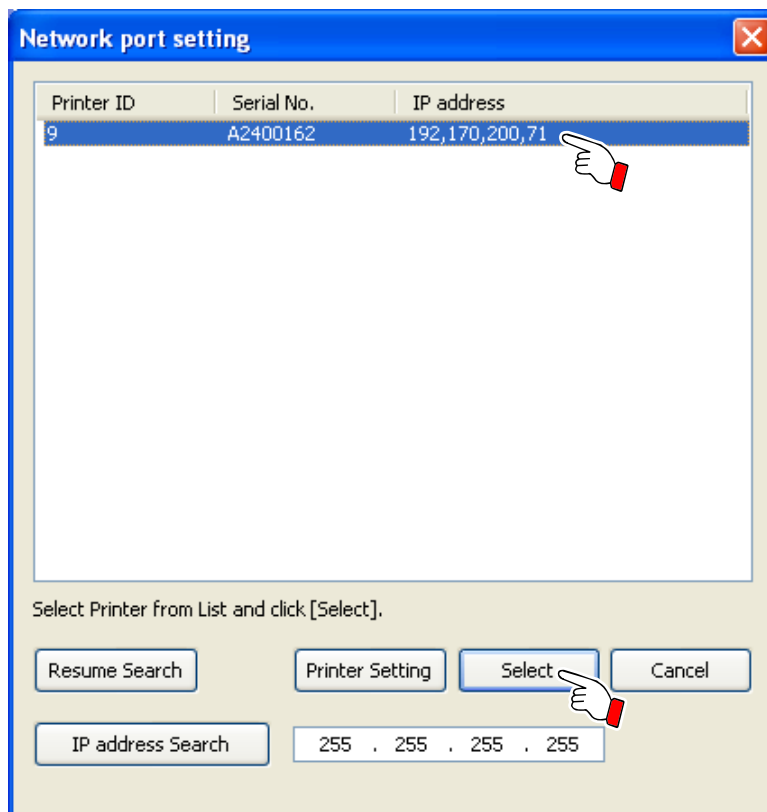 Network port setting
Printer ID Serial No. IP address
9 A2400162 192,170,200,71
Select Printer from List and click [Select].
Resume Search Printer Setting Select Cancel
IP address Search 255 . 255 . 255 . 255